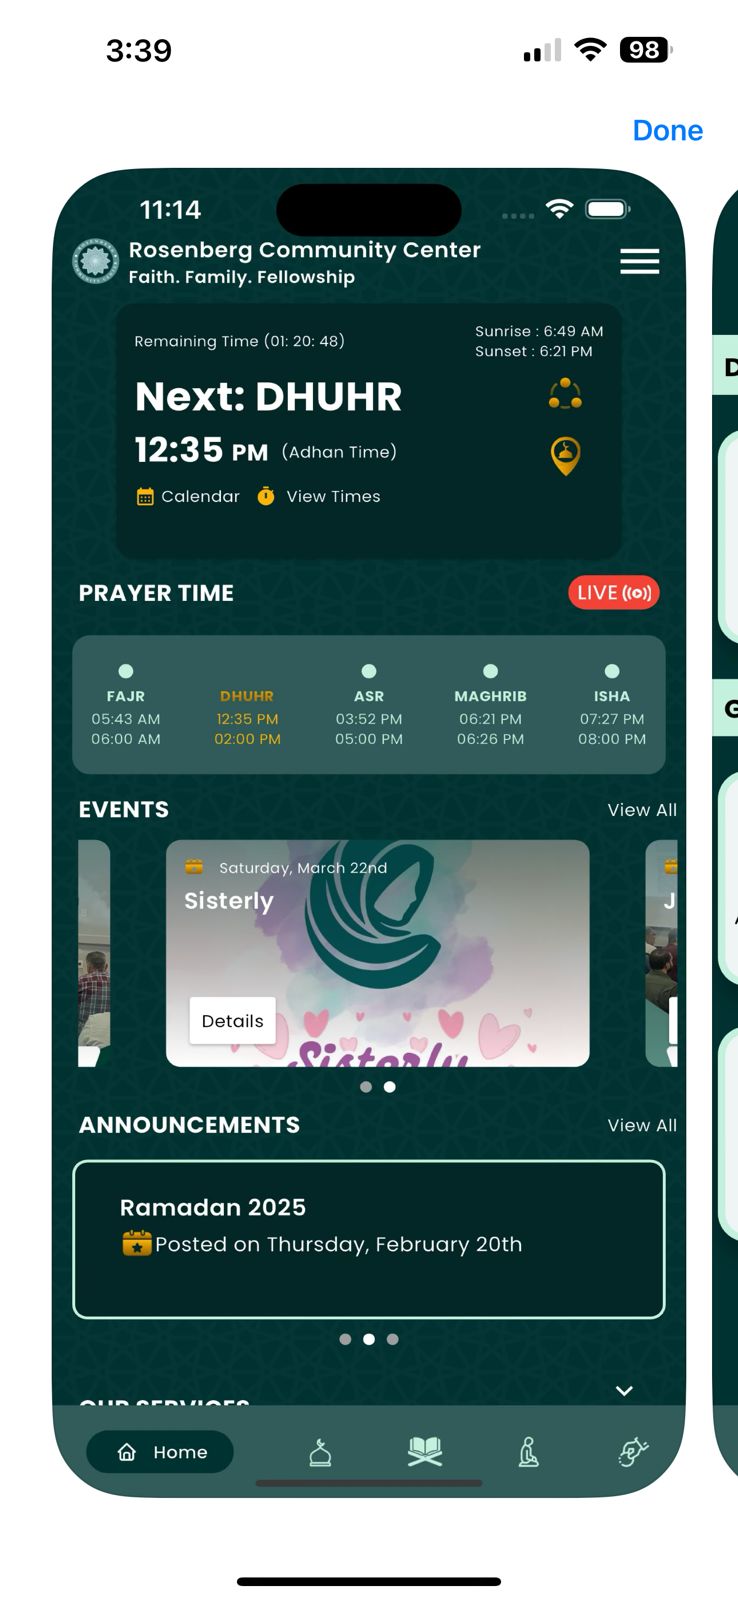 3:39
98
Done
11:14
Rosenberg Community Center
Faith. Family. Fellowship
Remaining Time (01: 20: 48)
Sunrise : 6:49 AM
Sunset : 6:21 PM
Next: DHUHR
12:35 PM (Adhan Time)
Calendar View Times
PRAYER TIME
LIVE
FAJR DHUHR ASR MAGHRIB ISHA
05:43 AM 12:35 PM 03:52 PM 06:21 PM 07:27 PM
06:00 AM 02:00 PM 05:00 PM 06:26 PM 08:00 PM
EVENTS
View All
Saturday, March 22nd
Sisterly
J
Details
Sisterly
ANNOUNCEMENTS
View All
Ramadan 2025
Posted on Thursday, February 20th
OUR SERVICES
Home